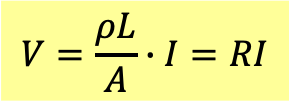 V = ρL/A · I = RI